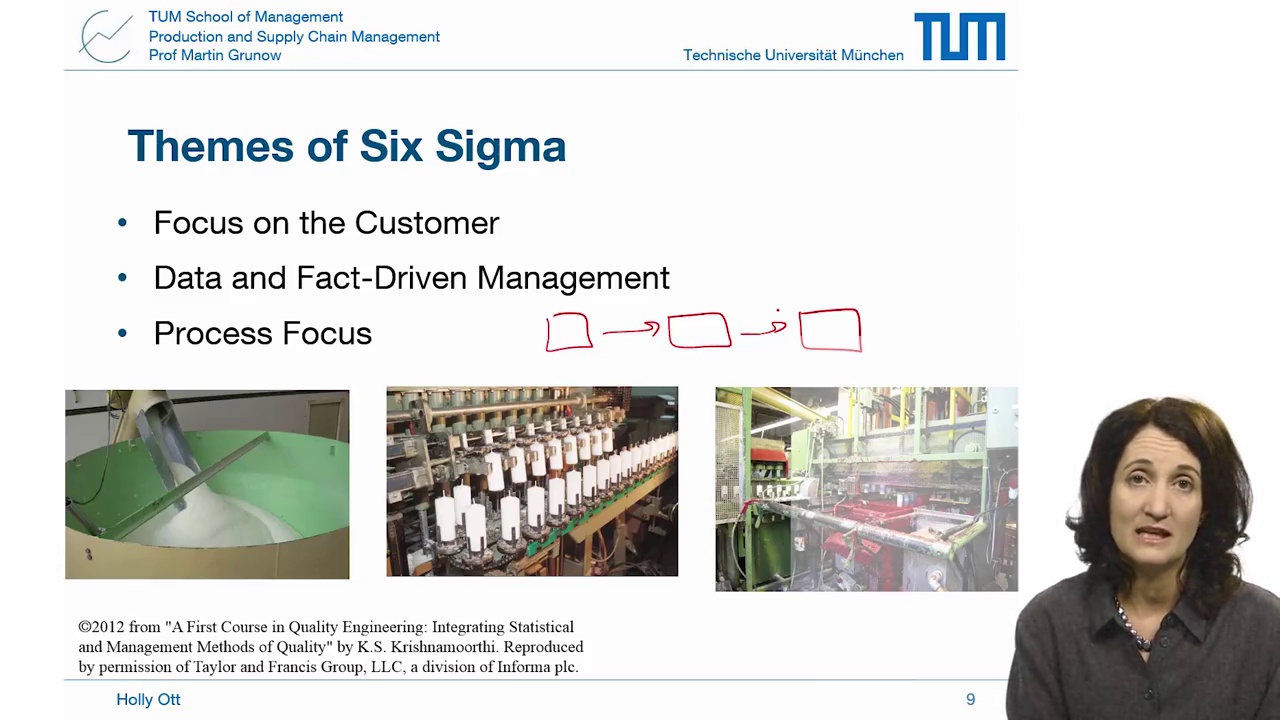 TUM School of Management
Production and Supply Chain Management
Prof Martin Grunow
Technische Universität München
TUM
Themes of Six Sigma
• Focus on the Customer
• Data and Fact-Driven Management
• Process Focus
©2012 from "A First Course in Quality Engineering: Integrating Statistical
and Management Methods of Quality" by K.S. Krishnamoorthi. Reproduced
by permission of Taylor and Francis Group, LLC, a division of Informa plc.
Holly Ott
9